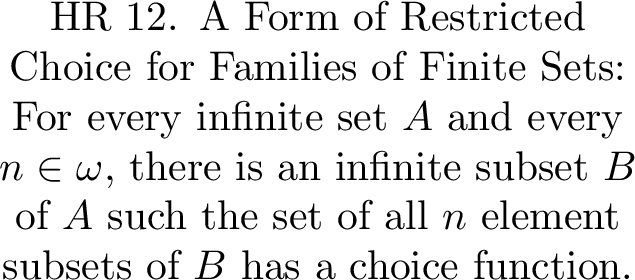 HR 12. A Form of Restricted
Choice for Families of Finite Sets:
For every infinite set A and every
n ∈ ω, there is an infinite subset B
of A such the set of all n element
subsets of B has a choice function.